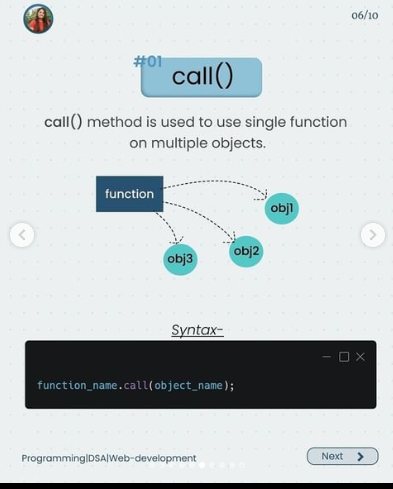 06/10
#01
call()
call() method is used to use single function
on multiple objects.
function
obj1
obj2
obj3
Syntax-
function_name.call(object_name);
Programming|DSA|Web-development
Next